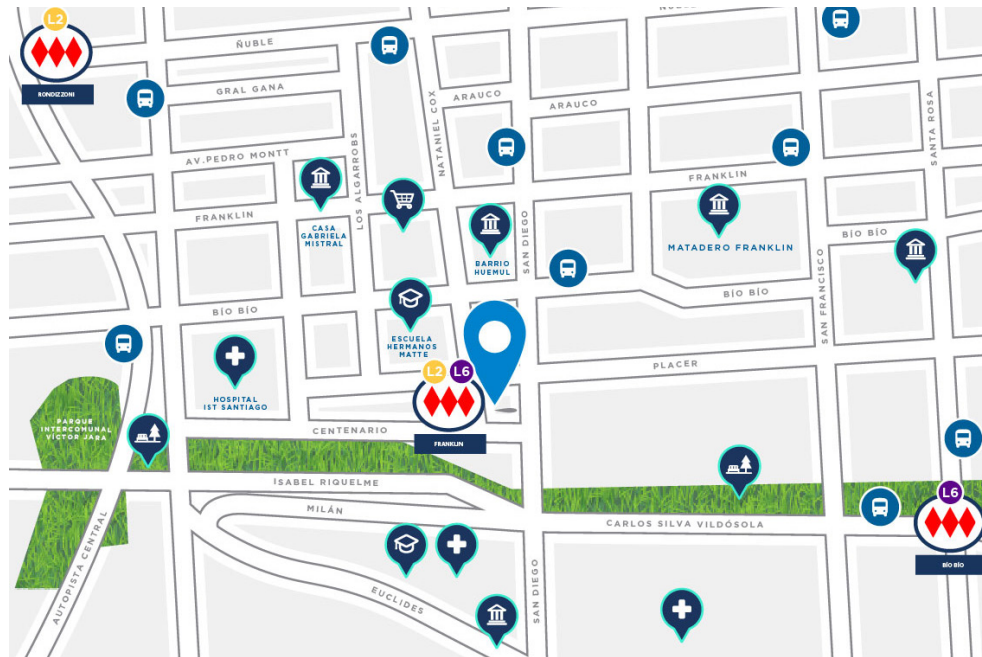 L2
RONDIZZONI
ÑUBLE
ÑUBLE
GRAL GANA
ARAUCO
ARAUCO
NATANIEL COX
SANTA ROSA
LOS ALGARROBS
AV.PEDRO MONTT
FRANKLIN
FRANKLIN
CASA
GABRIELA
MISTRAL
SAN DIEGO
BARRIO
HUEMUL
MATADERO FRANKLIN
BÍO BÍO
BÍO BÍO
BÍO BÍO
SAN FRANCISCO
ESCUELA
HERMANOS
MATTE
PLACER
HOSPITAL
IST SANTIAGO
L2
L6
FRANKLIN
PARQUE
INTERCOMUNAL
VÍCTOR JARA
CENTENARIO
ISABEL RIQUELME
MILÁN
CARLOS SILVA VILDÓSOLA
L6
BÍO BÍO
AUTOPISTA CENTRAL
EUCLIDES
SAN DIEGO